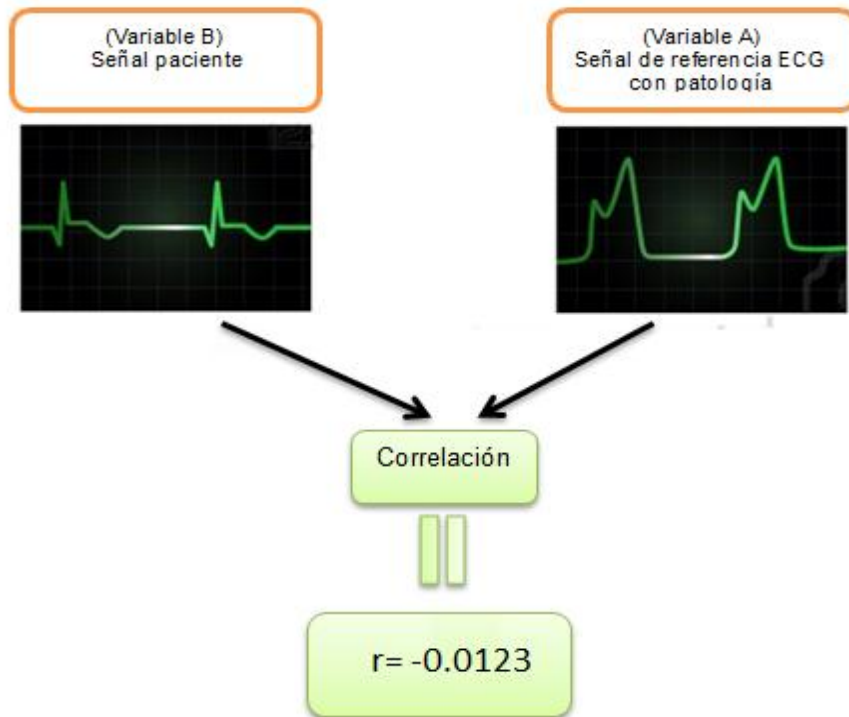 (Variable B)
Señal paciente
(Variable A)
Señal de referencia ECG
con patología
Correlación
r= -0.0123